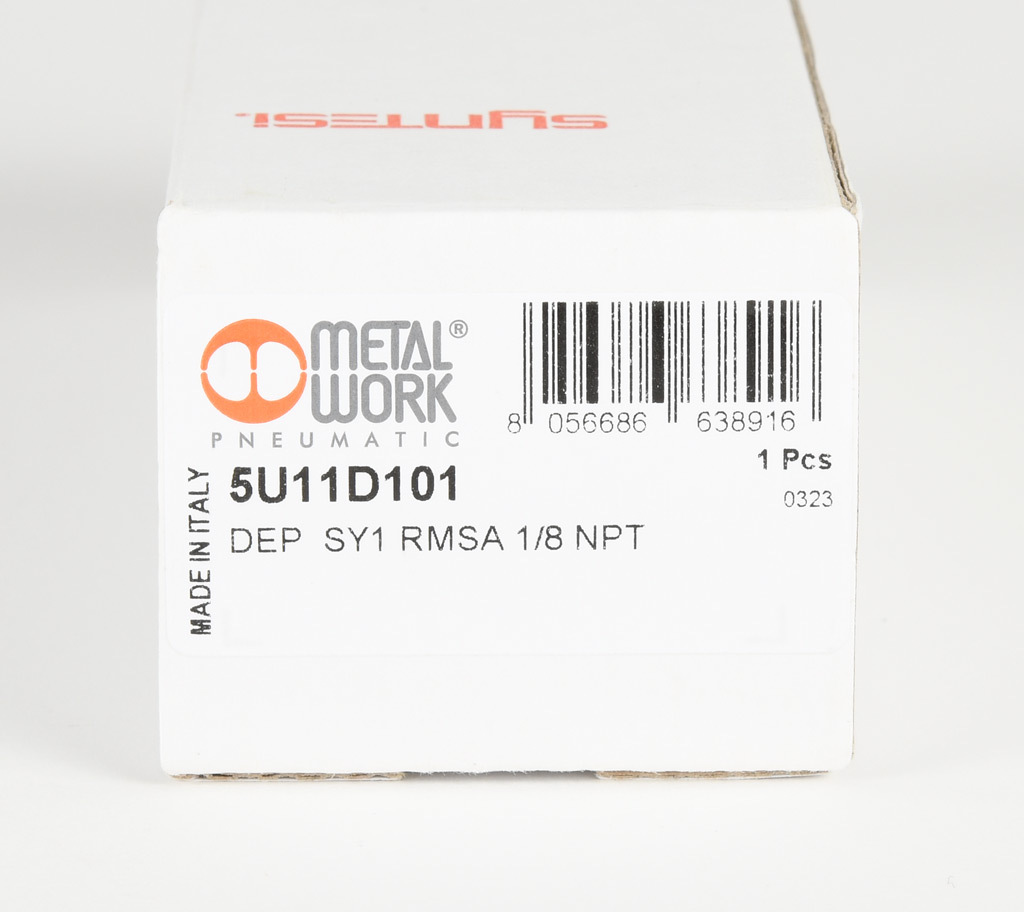 SYNTESI.
METAL®
WORK
PNEUMATIC
8 056686 638916
1 Pcs
5U11D101
0323
DEP SY1 RMSA 1/8 NPT
MADE IN ITALY